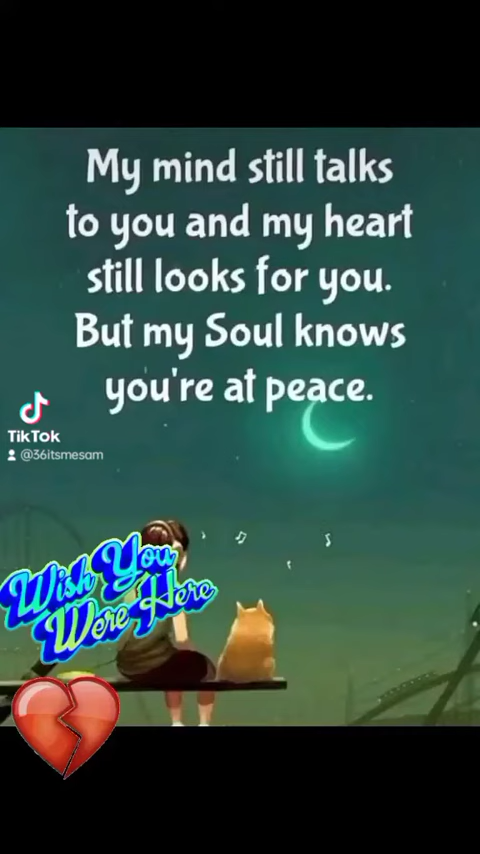 My mind still talks
to you and my heart
still looks for you.
But my Soul knows
you're at peace.
TikTok
@36itsmesam
Wish You
Were Here